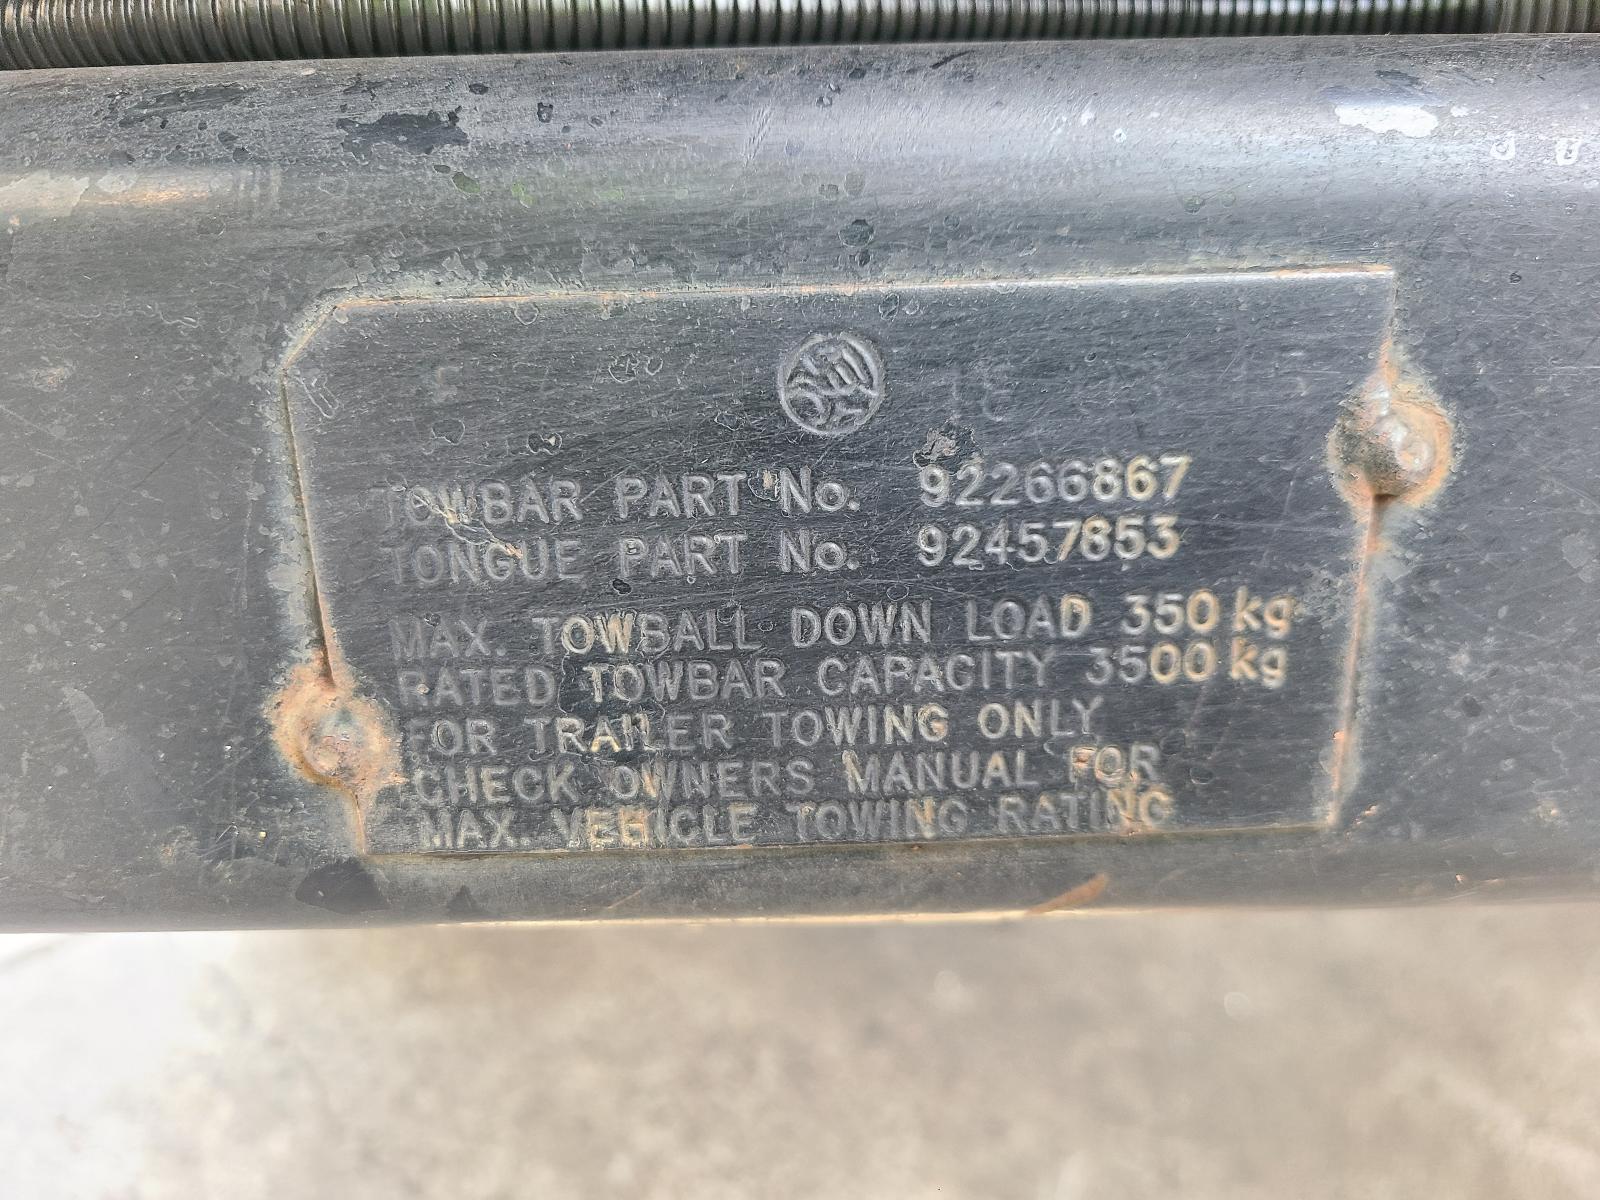 TOWBAR PART No. 92266867
TONGUE PART No. 92457853
MAX. TOWBALL DOWN LOAD 350 kg
RATED TOWBAR CAPACITY 3500 kg
FOR TRAILER TOWING ONLY
CHECK OWNERS MANUAL FOR
MAX. VEHICLE TOWING RATING